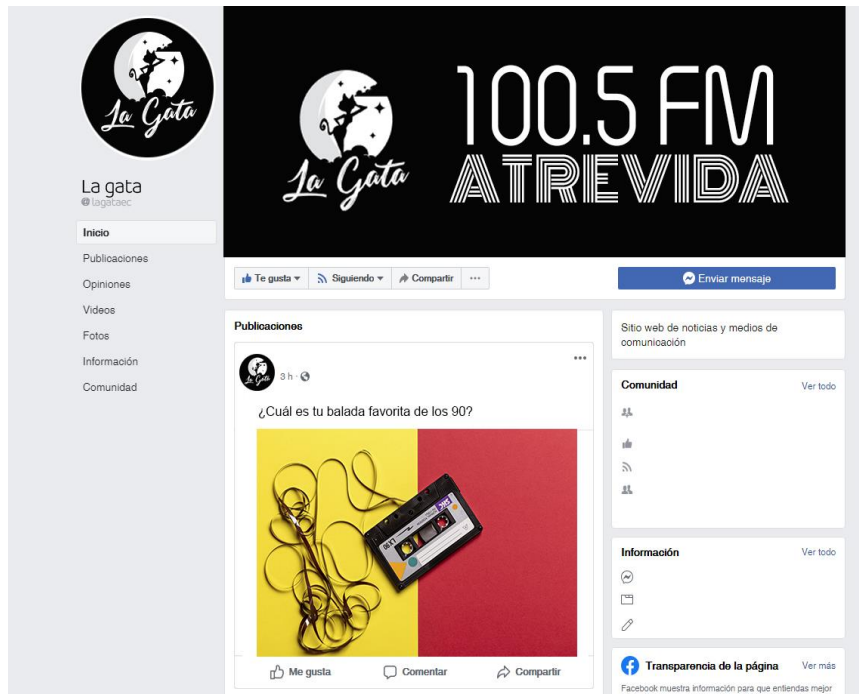 La Gata
La gata
@lagataec
Inicio
Publicaciones
Opiniones
Videos
Fotos
Información
Comunidad
La Gata
100.5 FM
ATREVIDA
Te gusta
Siguiendo
Compartir
Enviar mensaje
Publicaciones
La Gata
3 h
¿Cuál es tu balada favorita de los 90?
LX90
Me gusta
Comentar
Compartir
Sitio web de noticias y medios de
comunicación
Comunidad
Ver todo
Información
Ver todo
Transparencia de la página
Ver más
Facebook muestra información para que entiendas mejor